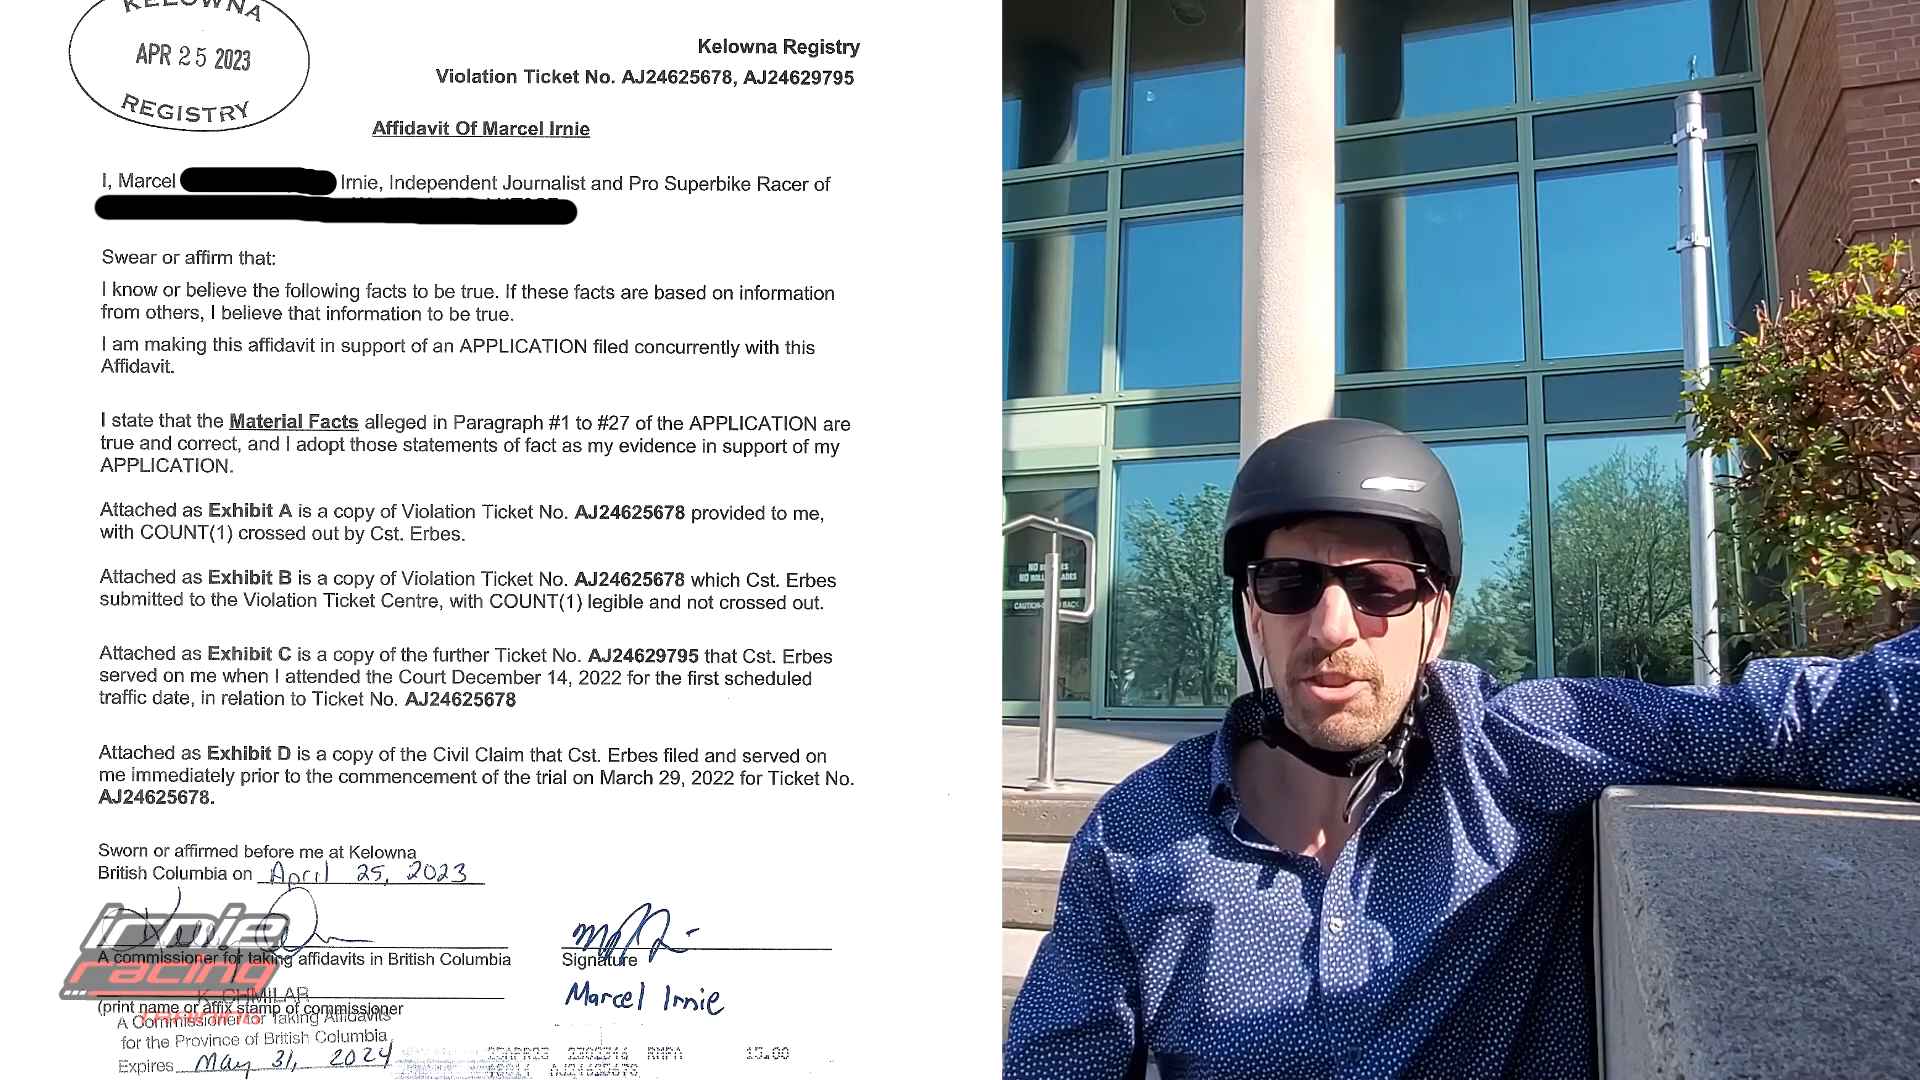 KELOWNA
APR 25 2023
REGISTRY
Kelowna Registry
Violation Ticket No. AJ24625678, AJ24629795
Affidavit Of Marcel Irnie
I, Marcel Irnie, Independent Journalist and Pro Superbike Racer of
Swear or affirm that:
I know or believe the following facts to be true. If these facts are based on information
from others, I believe that information to be true.
I am making this affidavit in support of an APPLICATION filed concurrently with this
Affidavit.
I state that the Material Facts alleged in Paragraph #1 to #27 of the APPLICATION are
true and correct, and I adopt those statements of fact as my evidence in support of my
APPLICATION.
Attached as Exhibit A is a copy of Violation Ticket No. AJ24625678 provided to me,
with COUNT(1) crossed out by Cst. Erbes.
Attached as Exhibit B is a copy of Violation Ticket No. AJ24625678 which Cst. Erbes
submitted to the Violation Ticket Centre, with COUNT(1) legible and not crossed out.
Attached as Exhibit C is a copy of the further Ticket No. AJ24629795 that Cst. Erbes
served on me when I attended the Court December 14, 2022 for the first scheduled
traffic date, in relation to Ticket No. AJ24625678
Attached as Exhibit D is a copy of the Civil Claim that Cst. Erbes filed and served on
me immediately prior to the commencement of the trial on March 29, 2022 for Ticket No.
AJ24625678.
Sworn or affirmed before me at Kelowna
British Columbia on April 25, 2023
A commissioner for taking affidavits in British Columbia
Signature
Marcel Irnie
K. CHMILAR
(print name or affix stamp of commissioner
A Commissioner for Taking Affidavits
for the Province of British Columbia
Expires May 31, 2024
15.00
irnie
racing
TRAINING
NO
NO
CAUTION